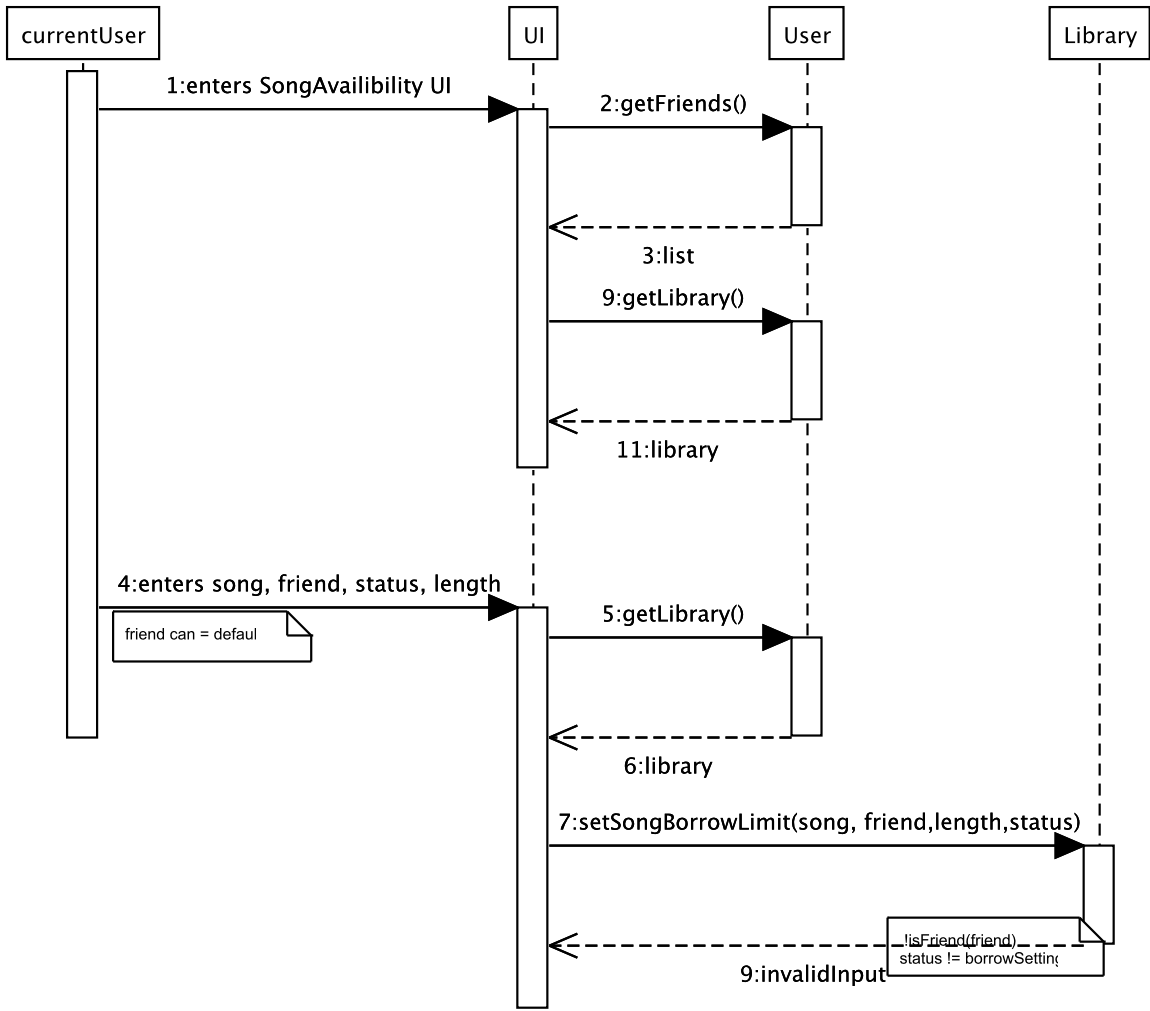 currentUser
UI
User
Library
1:enters SongAvailibility UI
2:getFriends()
3:list
9:getLibrary()
11:library
4:enters song, friend, status, length
friend can = defaul
5:getLibrary()
6:library
7:setSongBorrowLimit(song, friend,length,status)
!isFriend(friend)
status != borrowSetting
9:invalidInput